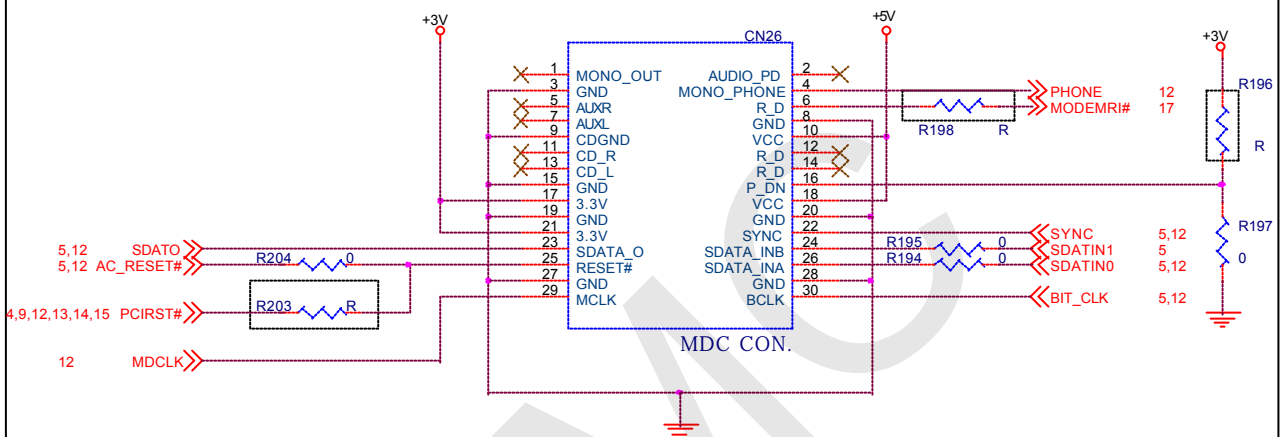 +3V +5V
CN26 +3V
1 MONO_OUT AUDIO_PD 2
3 GND MONO_PHONE 4 PHONE 12 R196
5 AUXR R_D 6 MODEMRI# 17
7 AUXL GND 8
R198 R
9 CDGND VCC 10
11 CD_R R_D 12 R
13 CD_L R_D 14
15 GND P_DN 16
17 3.3V VCC 18
19 GND GND 20
21 3.3V SYNC 22 SYNC 5,12 R197
5,12 SDATO 23 SDATA_O SDATA_INB 24 R195 0 SDATIN1 5
5,12 AC_RESET# R204 0 25 RESET# SDATA_INA 26 R194 0 SDATIN0 5,12 0
27 GND GND 28
29 MCLK BCLK 30 BIT_CLK 5,12
4,9,12,13,14,15 PCIRST# R203 R
MDC CON.
12 MDCLK
MC